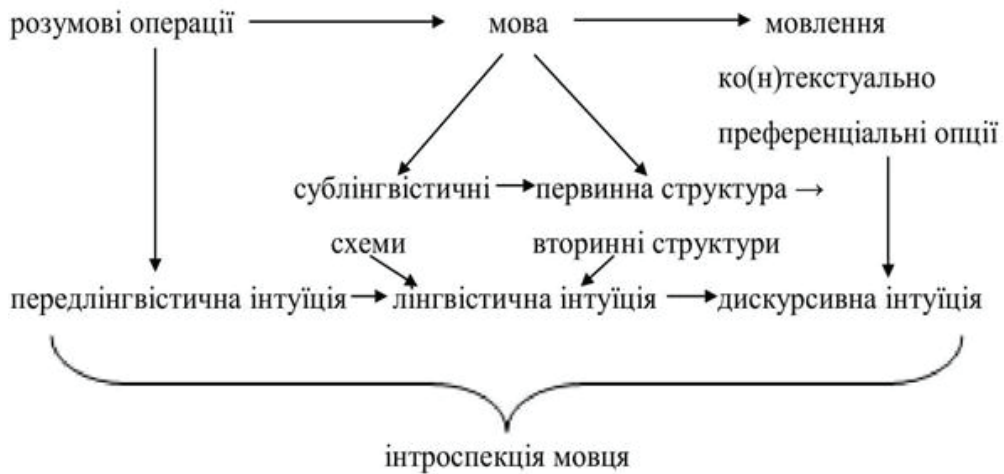 розумові операції → мова → мовлення
ко(н)текстуально
преференціальні опції
сублінгвістичні → первинна структура →
схеми вторинні структури
передлінгвістична інтуїція → лінгвістична інтуїція → дискурсивна інтуїція
інтроспекція мовця